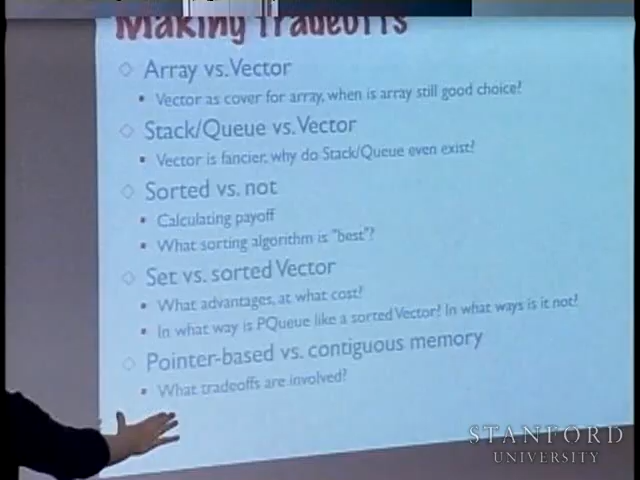 Making Tradeoffs
Array vs. Vector
Vector as cover for array, when is array still good choice?
Stack/Queue vs. Vector
Vector is fancier, why do Stack/Queue even exist?
Sorted vs. not
Calculating payoff
What sorting algorithm is "best"?
Set vs. sorted Vector
What advantages, at what cost?
In what way is PQueue like a sorted Vector? In what ways is it not?
Pointer-based vs. contiguous memory
What tradeoffs are involved?
STANFORD
UNIVERSITY